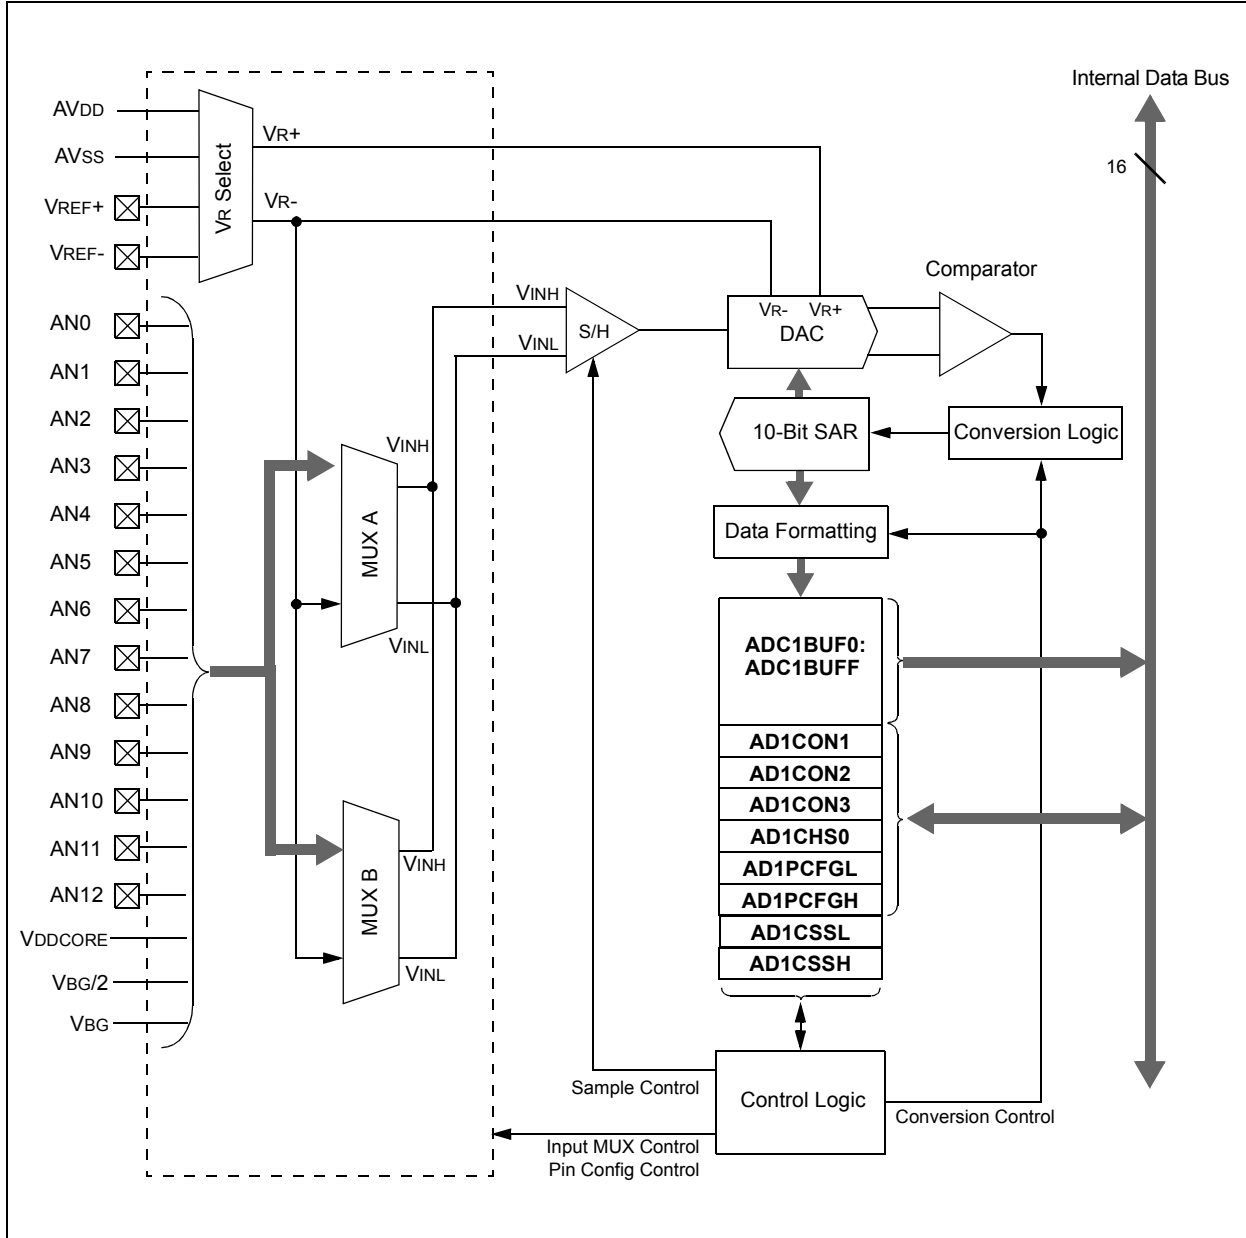 Internal Data Bus
16
AVDD
AVSS
VREF+
VREF-
VR Select
VR+
VR-
AN0
AN1
AN2
AN3
AN4
AN5
AN6
AN7
AN8
AN9
AN10
AN11
AN12
VDDCORE
VBG/2
VBG
MUX A
VINH
VINL
MUX B
VINH
VINL
VINH
VINL
S/H
VR- VR+
DAC
Comparator
10-Bit SAR
Conversion Logic
Data Formatting
ADC1BUF0:
ADC1BUFF
AD1CON1
AD1CON2
AD1CON3
AD1CHS0
AD1PCFGL
AD1PCFGH
AD1CSSL
AD1CSSH
Control Logic
Sample Control
Conversion Control
Input MUX Control
Pin Config Control